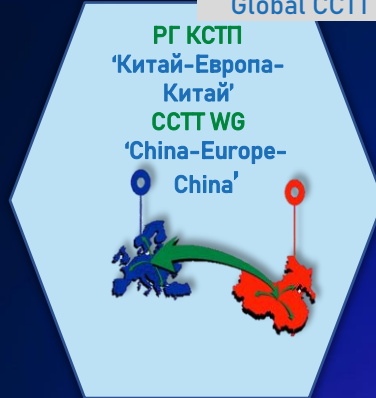 Global CCTT
РГ КСТП
‘Китай-Европа-
Китай’
CCTT WG
‘China-Europe-
China’